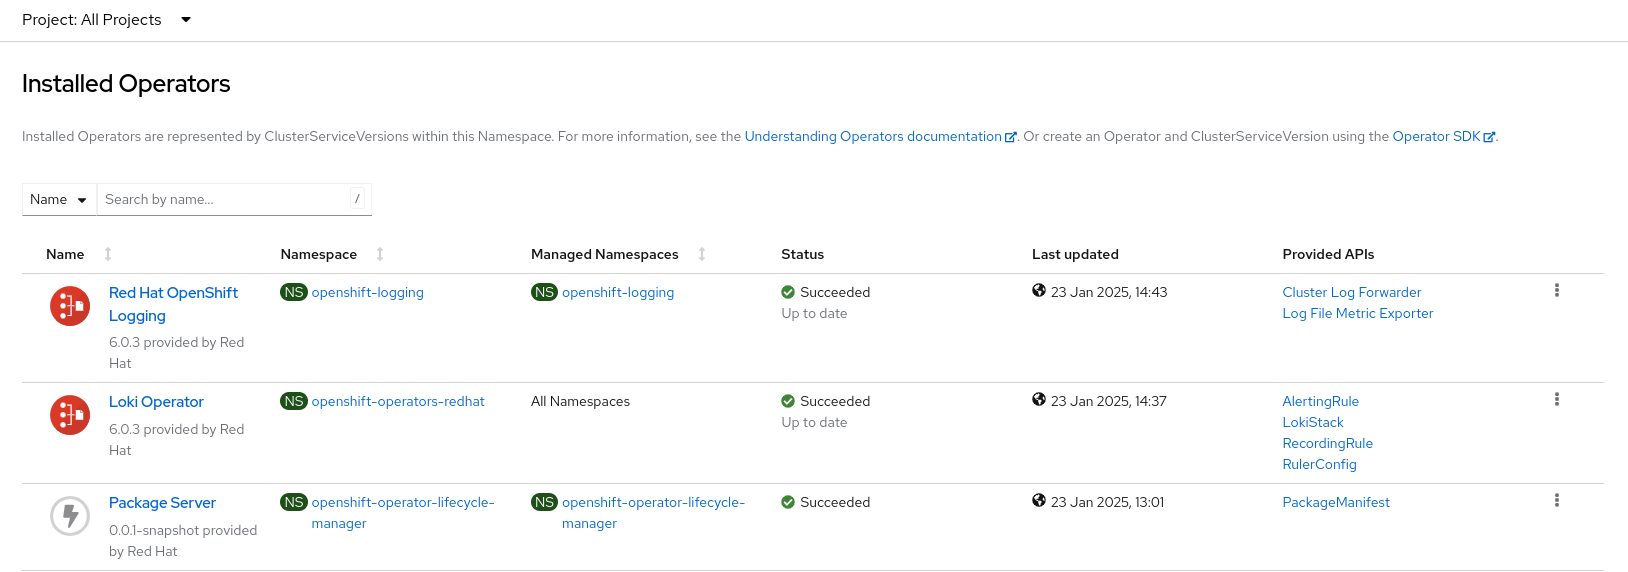 Project: All Projects
Installed Operators
Installed Operators are represented by ClusterServiceVersions within this Namespace. For more information, see the Understanding Operators documentation. Or create an Operator and ClusterServiceVersion using the Operator SDK.
Name Search by name... /
Name Namespace Managed Namespaces Status Last updated Provided APIs
Red Hat OpenShift Logging
6.0.3 provided by Red Hat
NS openshift-logging
NS openshift-logging
Succeeded
Up to date
23 Jan 2025, 14:43
Cluster Log Forwarder
Log File Metric Exporter
Loki Operator
6.0.3 provided by Red Hat
NS openshift-operators-redhat
All Namespaces
Succeeded
Up to date
23 Jan 2025, 14:37
AlertingRule
LokiStack
RecordingRule
RulerConfig
Package Server
0.0.1-snapshot provided by Red Hat
NS openshift-operator-lifecycle-manager
NS openshift-operator-lifecycle-manager
Succeeded
23 Jan 2025, 13:01
PackageManifest